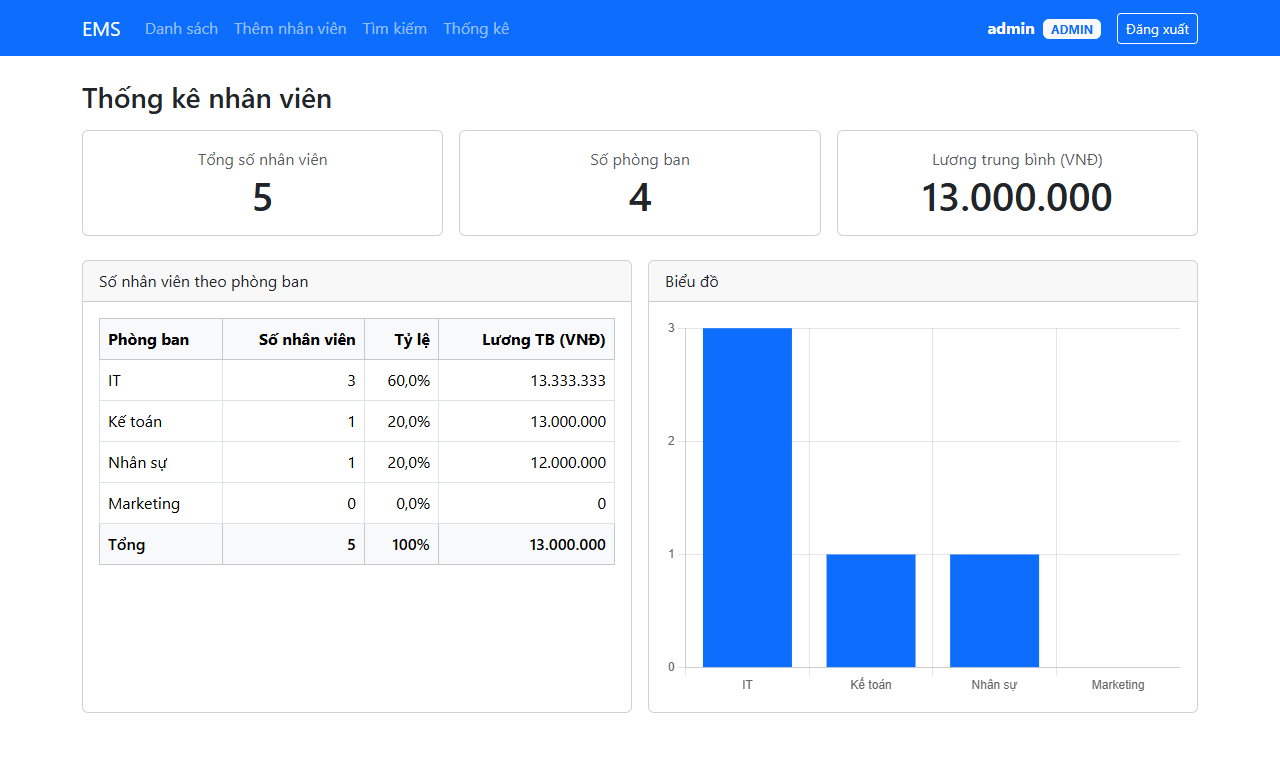 EMS Danh sách Thêm nhân viên Tìm kiếm Thống kê admin ADMIN Đăng xuất
Thống kê nhân viên
Tổng số nhân viên
5
Số phòng ban
4
Lương trung bình (VNĐ)
13.000.000
Số nhân viên theo phòng ban
Phòng ban Số nhân viên Tỷ lệ Lương TB (VNĐ)
IT 3 60,0% 13.333.333
Kế toán 1 20,0% 13.000.000
Nhân sự 1 20,0% 12.000.000
Marketing 0 0,0% 0
Tổng 5 100% 13.000.000
Biểu đồ
3
2
1
0
IT Kế toán Nhân sự Marketing